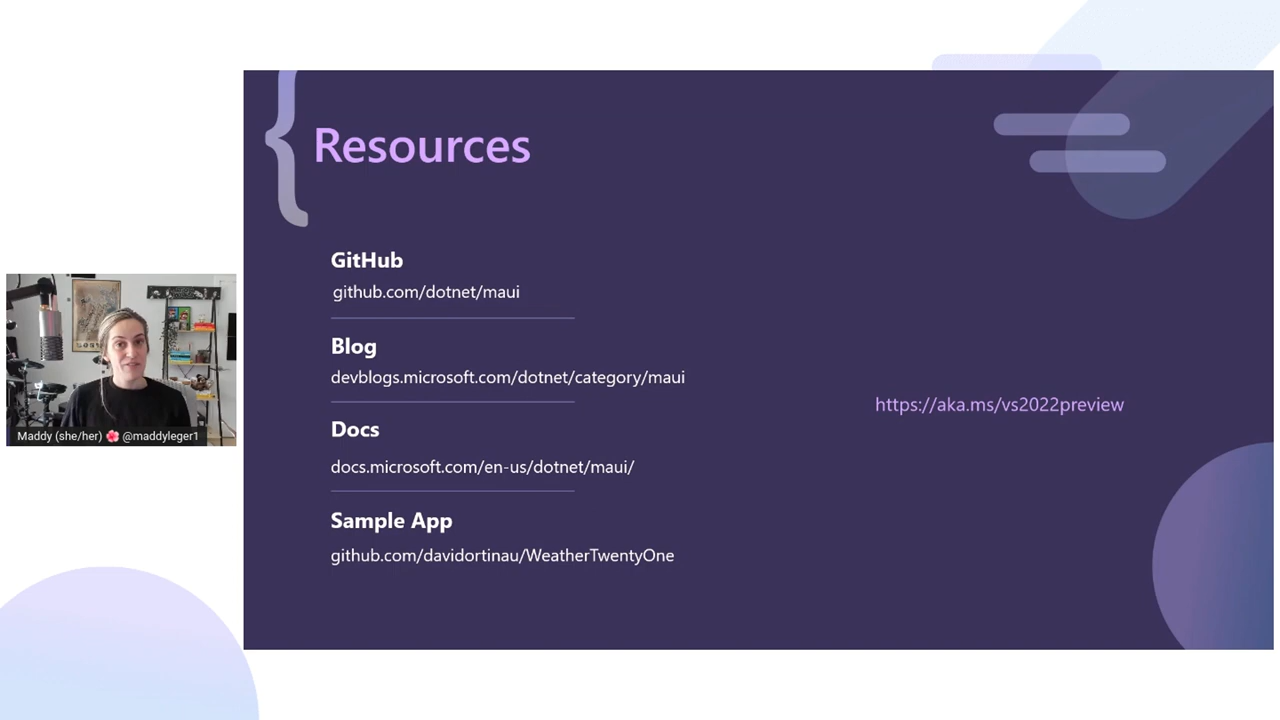 Resources
GitHub
github.com/dotnet/maui
Blog
devblogs.microsoft.com/dotnet/category/maui
Docs
docs.microsoft.com/en-us/dotnet/maui/
Sample App
github.com/davidortinau/WeatherTwentyOne
https://aka.ms/vs2022preview
Maddy (she/her) 🌺 @maddyleger1